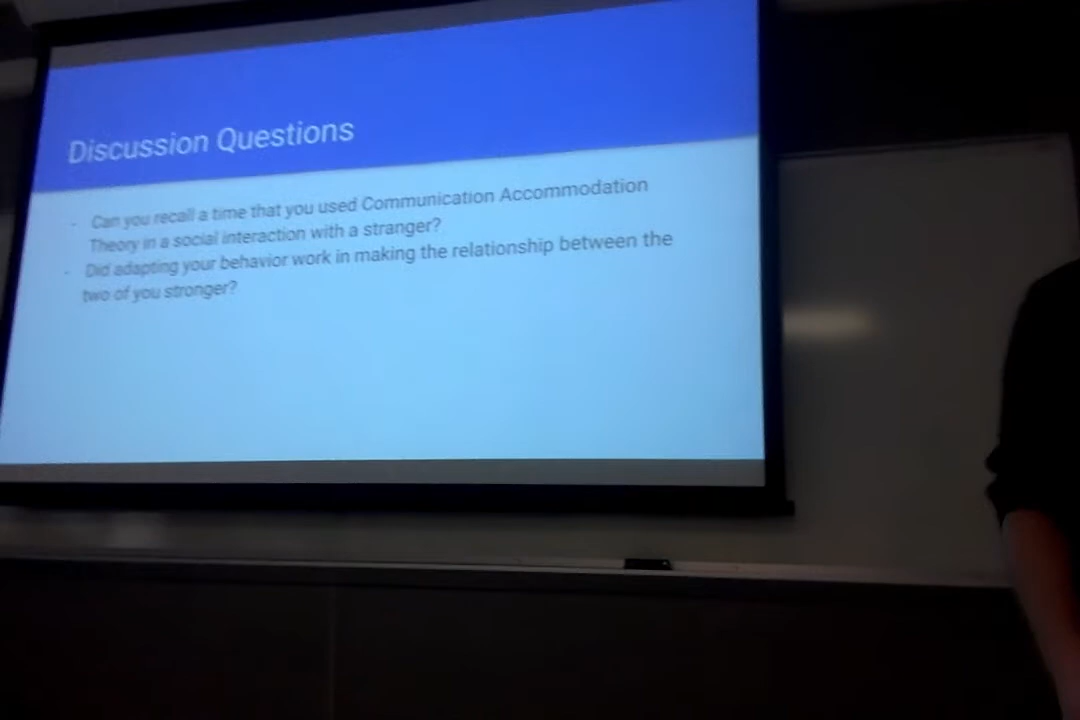 Discussion Questions
- Can you recall a time that you used Communication Accommodation
Theory in a social interaction with a stranger?
- Did adapting your behavior work in making the relationship between the
two of you stronger?